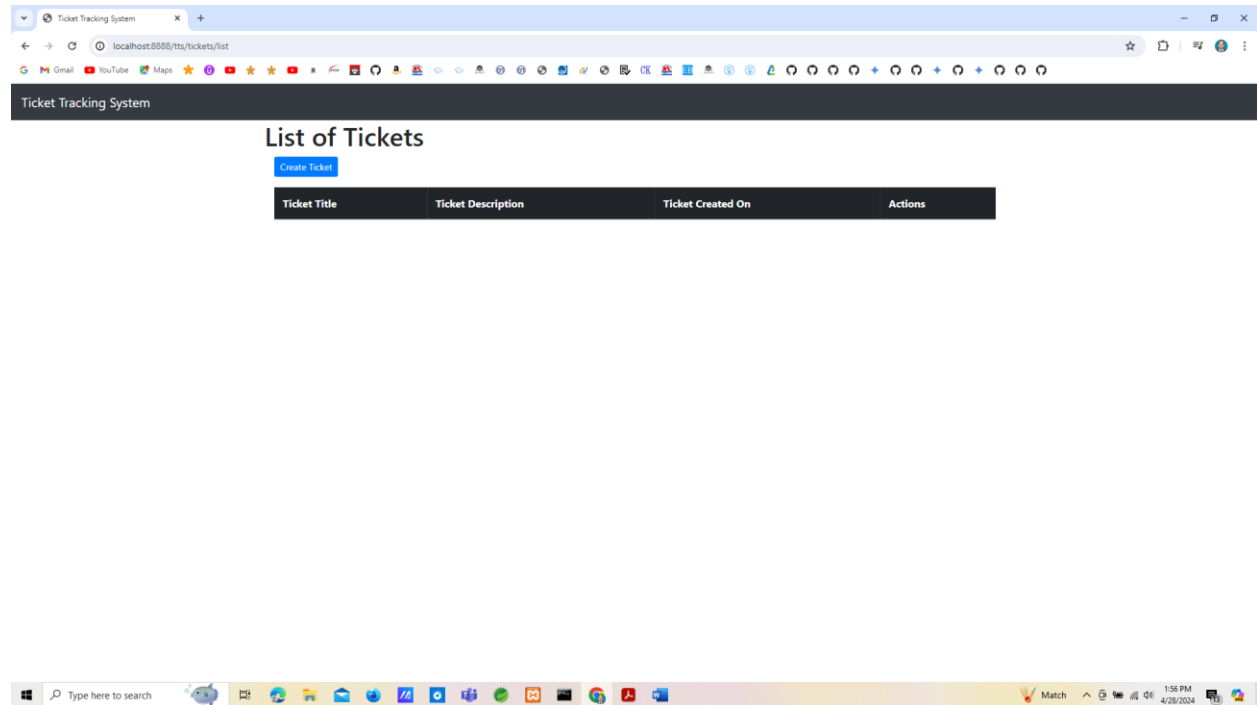 Ticket Tracking System
localhost:8888/tts/tickets/list
Gmail YouTube Maps CK
Ticket Tracking System
List of Tickets
Create Ticket
Ticket Title Ticket Description Ticket Created On Actions
Type here to search Match 1:56 PM
4/28/2024